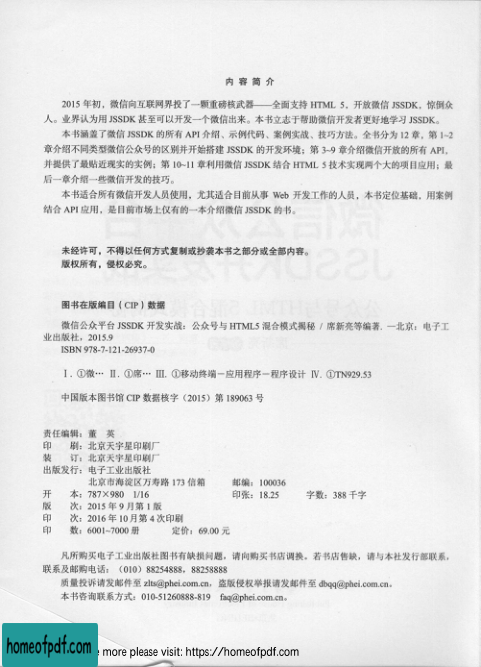 内 容 简 介
2015 年初，微信向互联网界投了一颗重磅核武器——全面支持 HTML 5，开放微信 JSSDK，惊倒众
人。业界认为用 JSSDK 甚至可以开发一个微信出来。本书立志于帮助微信开发者更好地学习 JSSDK。
本书涵盖了微信 JSSDK 的所有 API 介绍、示例代码、案例实战、技巧方法。全书分为 12 章，第 1~2
章介绍不同类型微信公众号的区别并开始搭建 JSSDK 的开发环境；第 3~9 章介绍微信开放的所有 API，
并提供了最贴近现实的实例；第 10~11 章利用微信 JSSDK 结合 HTML 5 技术实现两个大的项目应用；最
后一章介绍一些微信开发的技巧。
本书适合所有微信开发人员使用，尤其适合目前从事 Web 开发工作的人员，本书定位基础，用案例
结合 API 应用，是目前市场上仅有的一本介绍微信 JSSDK 的书。
未经许可，不得以任何方式复制或抄袭本书之部分或全部内容。
版权所有，侵权必究。
图书在版编目（CIP）数据
微信公众平台 JSSDK 开发实战：公众号与 HTML5 混合模式揭秘 / 席新亮等编著. —北京：电子工
业出版社，2015.9
ISBN 978-7-121-26937-0
Ⅰ. ①微… Ⅱ. ①席… Ⅲ. ①移动终端－应用程序－程序设计 Ⅳ. ①TN929.53
中国版本图书馆 CIP 数据核字（2015）第 189063 号
责任编辑：董 英
印 刷：北京天宇星印刷厂
装 订：北京天宇星印刷厂
出版发行：电子工业出版社
北京市海淀区万寿路 173 信箱 邮编：100036
开 本：787×980 1/16 印张：18.25 字数：388 千字
版 次：2015 年 9 月第 1 版
印 次：2016 年 10 月第 4 次印刷
印 数：6001~7000 册 定价：69.00 元
凡所购买电子工业出版社图书有缺损问题，请向购买书店调换。若书店售缺，请与本社发行部联系，
联系及邮购电话：（010）88254888，88258888
质量投诉请发邮件至 zlts@phei.com.cn，盗版侵权举报请发邮件至 dbqq@phei.com.cn。
本书咨询联系方式：010-51260888-819 faq@phei.com.cn。
homeofpdf.com
e more please visit: https://homeofpdf.com